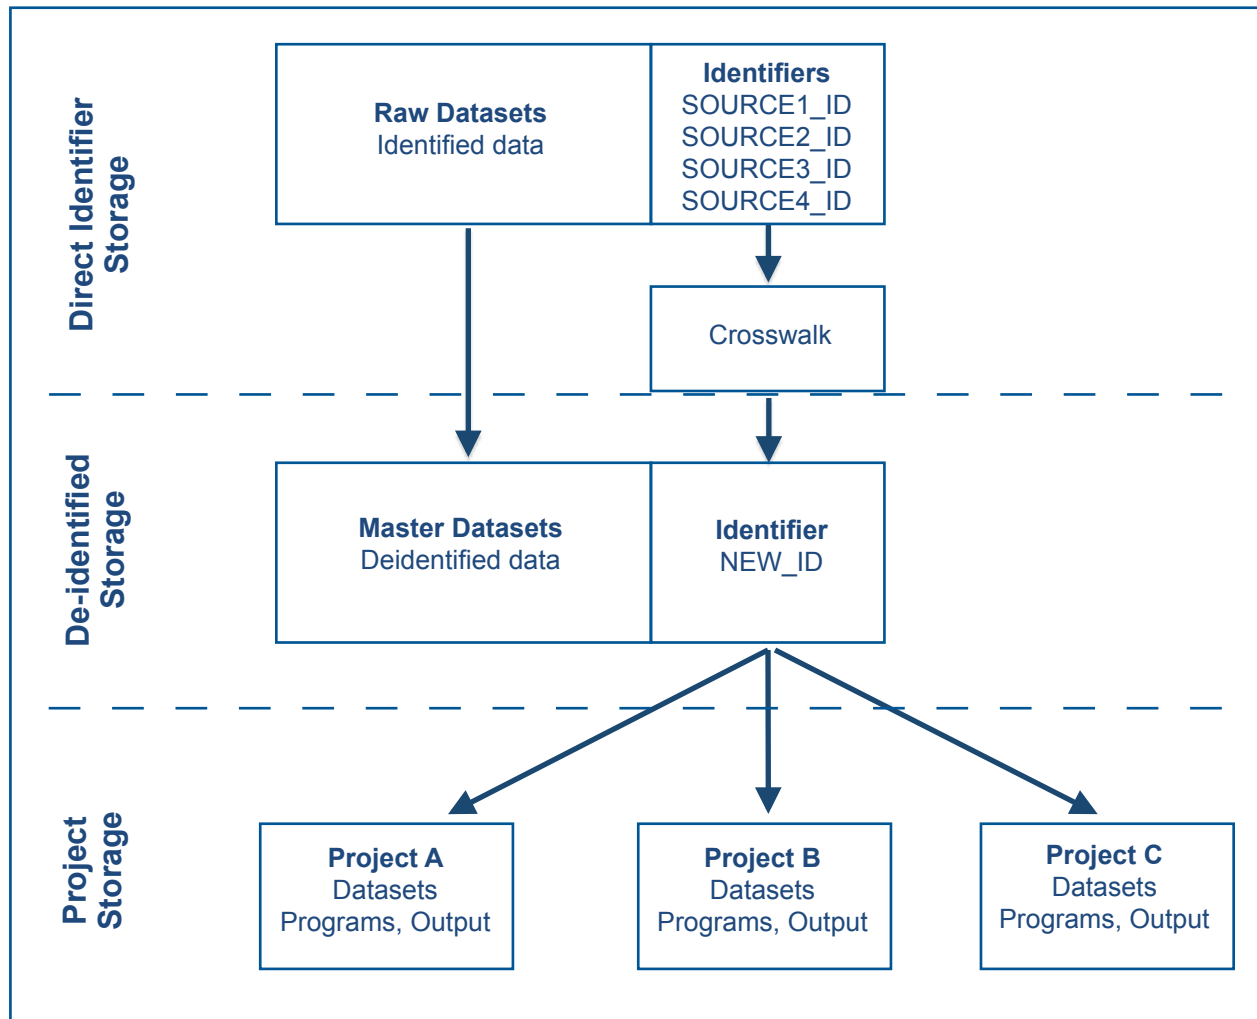 Direct Identifier
Storage
Raw Datasets
Identified data
Identifiers
SOURCE1_ID
SOURCE2_ID
SOURCE3_ID
SOURCE4_ID
Crosswalk
De-identified
Storage
Master Datasets
Deidentified data
Identifier
NEW_ID
Project
Storage
Project A
Datasets
Programs, Output
Project B
Datasets
Programs, Output
Project C
Datasets
Programs, Output